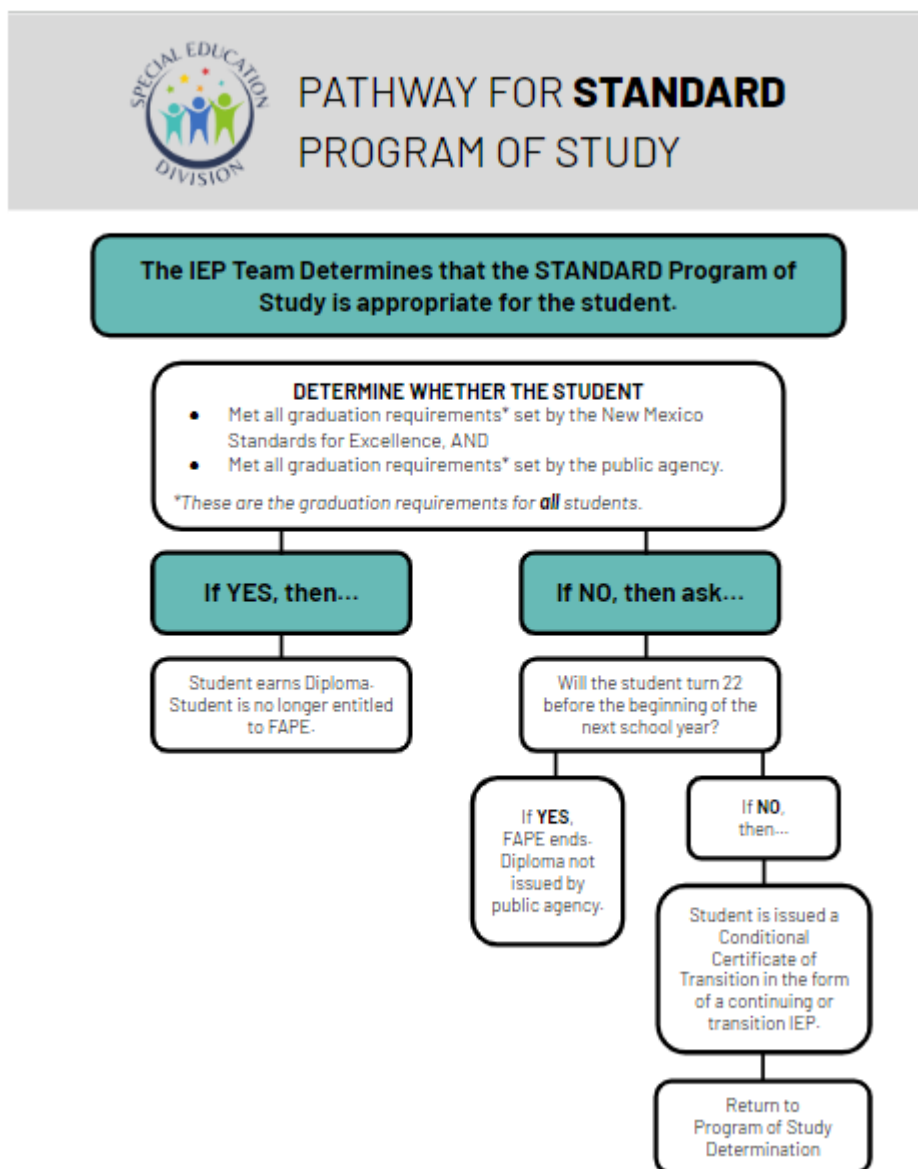 SPECIAL EDUCATION
DIVISION
PATHWAY FOR STANDARD
PROGRAM OF STUDY
The IEP Team Determines that the STANDARD Program of
Study is appropriate for the student.
DETERMINE WHETHER THE STUDENT
● Met all graduation requirements* set by the New Mexico
Standards for Excellence, AND
● Met all graduation requirements* set by the public agency.
*These are the graduation requirements for all students.
If YES, then...
If NO, then ask...
Student earns Diploma.
Student is no longer entitled
to FAPE.
Will the student turn 22
before the beginning of the
next school year?
If YES,
FAPE ends.
Diploma not
issued by
public agency.
If NO,
then...
Student is issued a
Conditional
Certificate of
Transition in the form
of a continuing or
transition IEP.
Return to
Program of Study
Determination